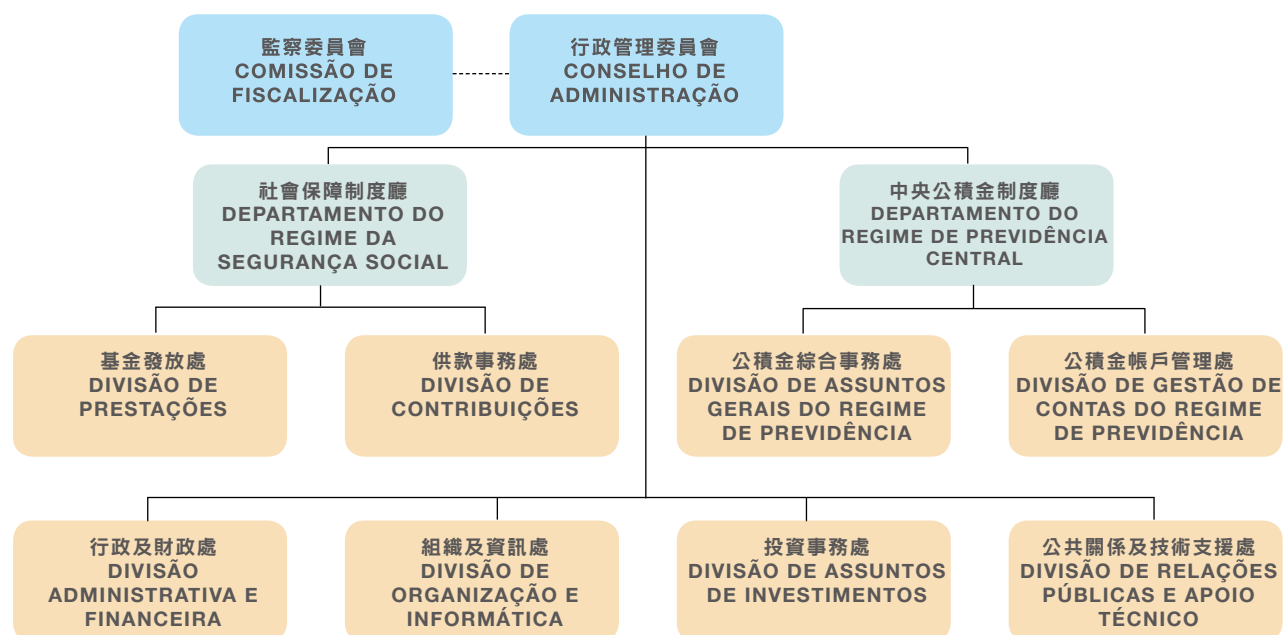 監察委員會
COMISSÃO DE
FISCALIZAÇÃO
行政管理委員會
CONSELHO DE
ADMINISTRAÇÃO
社會保障制度廳
DEPARTAMENTO DO
REGIME DA
SEGURANÇA SOCIAL
中央公積金制度廳
DEPARTAMENTO DO
REGIME DE PREVIDÊNCIA
CENTRAL
基金發放處
DIVISÃO DE
PRESTAÇÕES
供款事務處
DIVISÃO DE
CONTRIBUIÇÕES
公積金綜合事務處
DIVISÃO DE ASSUNTOS
GERAIS DO REGIME
DE PREVIDÊNCIA
公積金帳戶管理處
DIVISÃO DE GESTÃO DE
CONTAS DO REGIME
DE PREVIDÊNCIA
行政及財政處
DIVISÃO
ADMINISTRATIVA E
FINANCEIRA
組織及資訊處
DIVISÃO DE
ORGANIZAÇÃO E
INFORMÁTICA
投資事務處
DIVISÃO DE ASSUNTOS
DE INVESTIMENTOS
公共關係及技術支援處
DIVISÃO DE RELAÇÕES
PÚBLICAS E APOIO
TÉCNICO